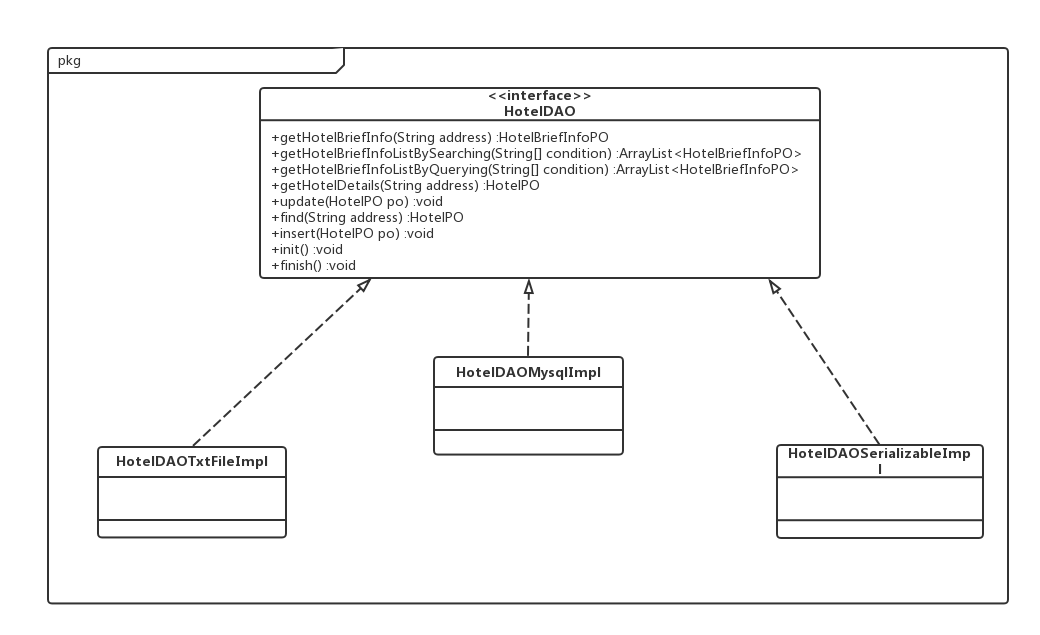 pkg
<<interface>>
HotelDAO
+getHotelBriefInfo(String address) :HotelBriefInfoPO
+getHotelBriefInfoListBySearching(String[] condition) :ArrayList<HotelBriefInfoPO>
+getHotelBriefInfoListByQuerying(String[] condition) :ArrayList<HotelBriefInfoPO>
+getHotelDetails(String address) :HotelPO
+update(HotelPO po) :void
+find(String address) :HotelPO
+insert(HotelPO po) :void
+init() :void
+finish() :void
HotelDAOMysqlImpl
HotelDAOTxtFileImpl
HotelDAOSerializableImp
l